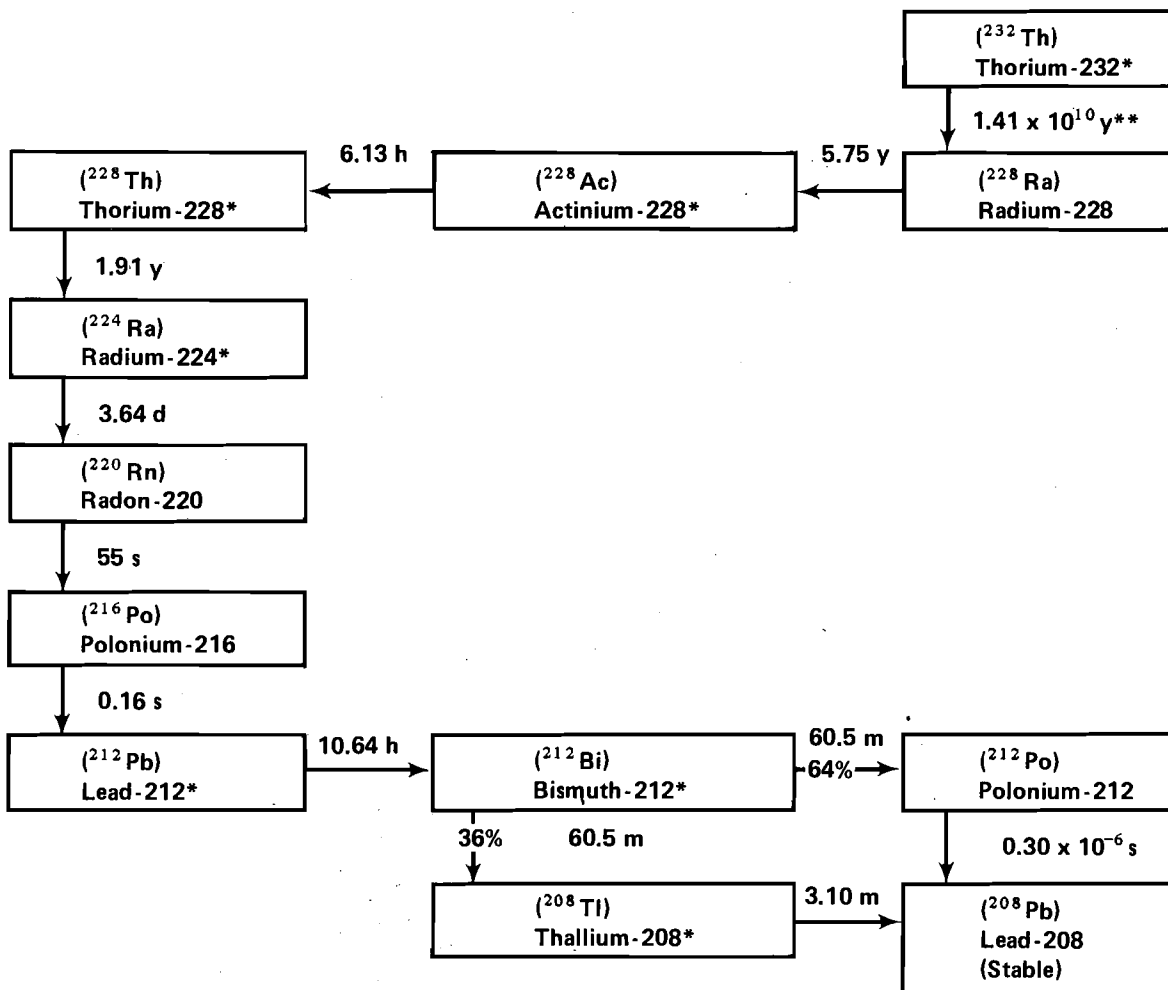 (²³²Th)
Thorium-232*
1.41 x 10¹⁰ y**
6.13 h
5.75 y
(²²⁸Th)
Thorium-228*
(²²⁸Ac)
Actinium-228*
(²²⁸Ra)
Radium-228
1.91 y
(²²⁴Ra)
Radium-224*
3.64 d
(²²⁰Rn)
Radon-220
55 s
(²¹⁶Po)
Polonium-216
0.16 s
(²¹²Pb)
Lead-212*
10.64 h
(²¹²Bi)
Bismuth-212*
60.5 m
64%
(²¹²Po)
Polonium-212
36%
60.5 m
0.30 x 10⁻⁶ s
(²⁰⁸Tl)
Thallium-208*
3.10 m
(²⁰⁸Pb)
Lead-208
(Stable)